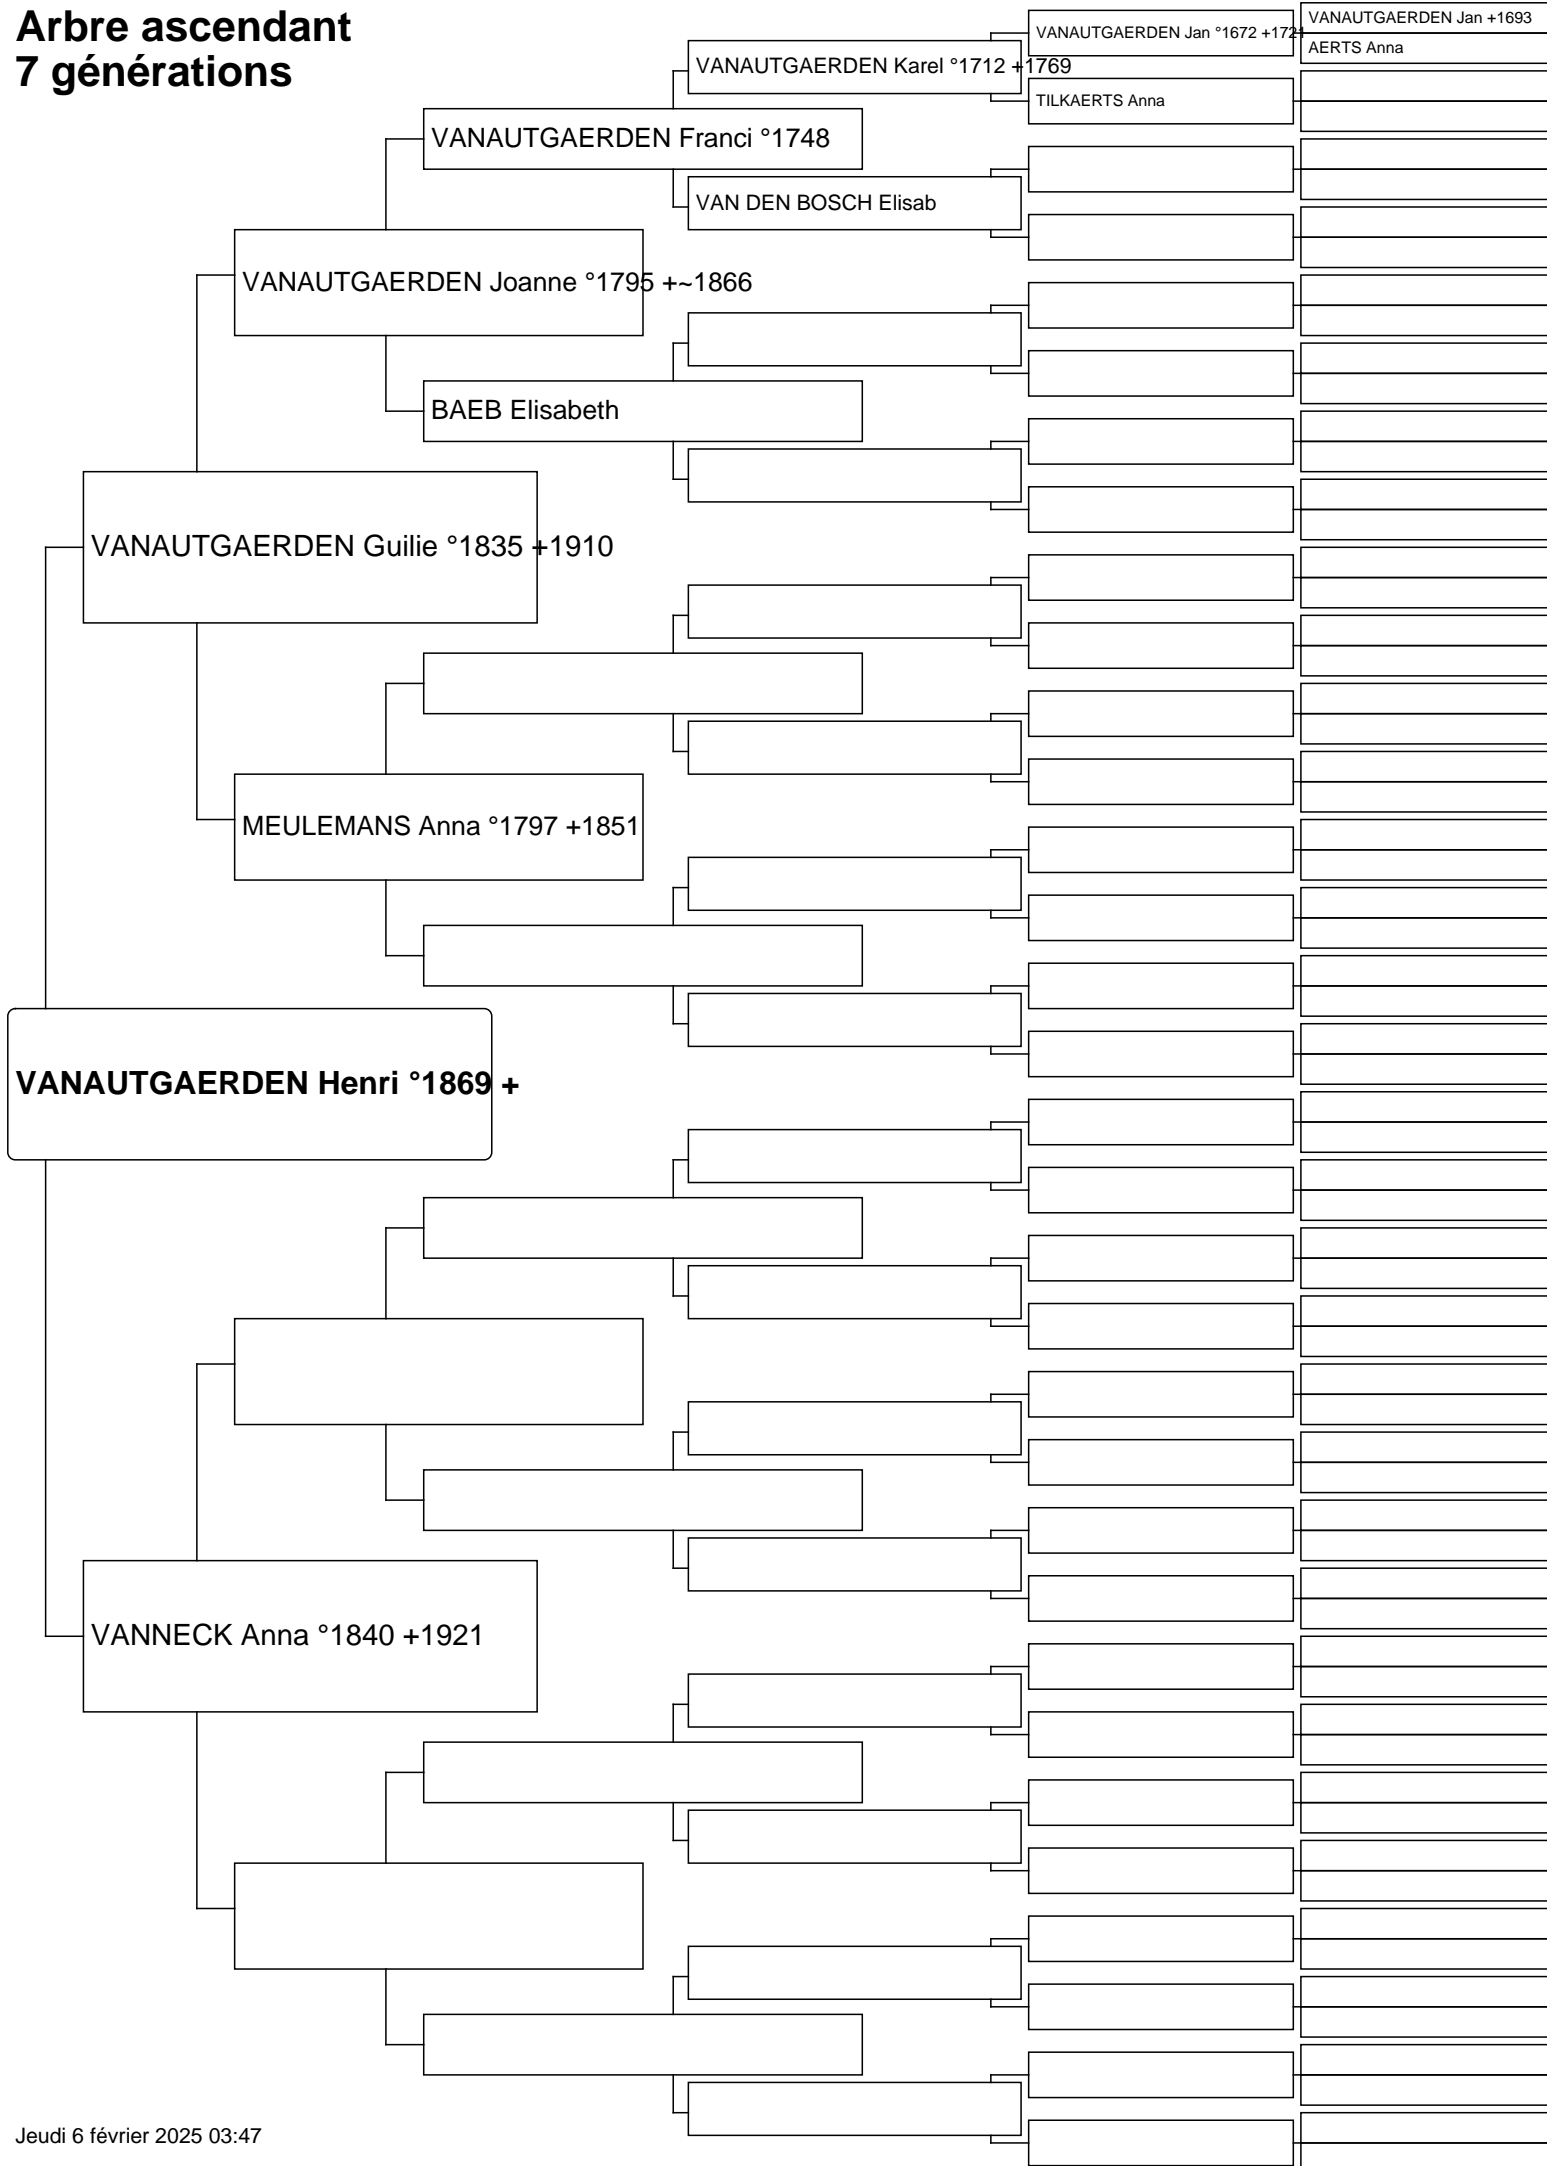 Arbre ascendant
7 générations
VANAUTGAERDEN Jan +1693
AERTS Anna
VANAUTGAERDEN Jan °1672 +1721
TILKAERTS Anna
VANAUTGAERDEN Karel °1712 +1769
VAN DEN BOSCH Elisab
VANAUTGAERDEN Franci °1748
BAEB Elisabeth
VANAUTGAERDEN Joanne °1795 +~1866
VANAUTGAERDEN Guilie °1835 +1910
MEULEMANS Anna °1797 +1851
VANAUTGAERDEN Henri °1869 +
VANNECK Anna °1840 +1921
Jeudi 6 février 2025 03:47